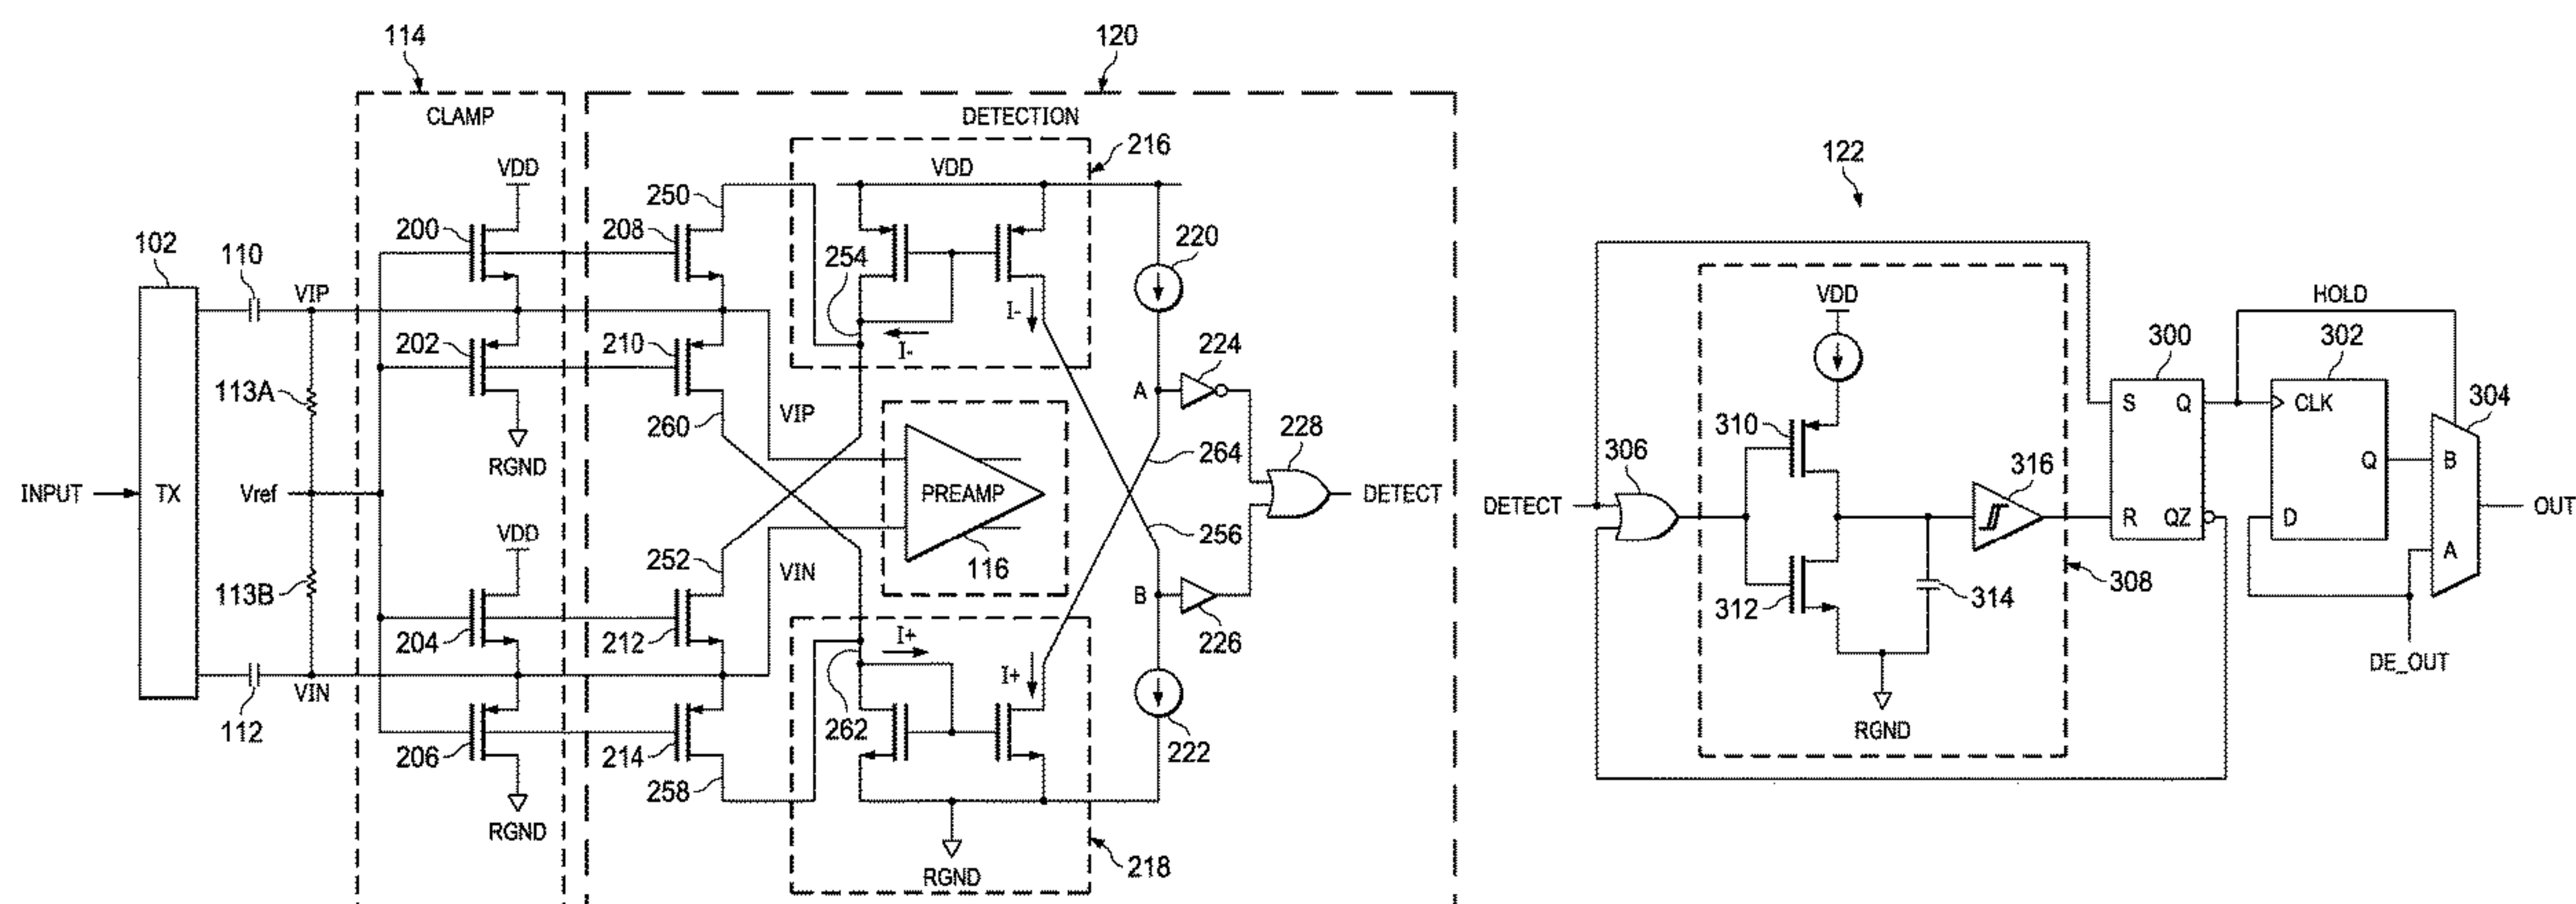 114
120
CLAMP
DETECTION
216
122
VDD
VDD
250
200
208
220
102
110
254
VIP
I-
VDD
HOLD
202
210
I-
224
300
302
113A
VIP
A
S
Q
CLK
304
260
310
228
264
RGND
306
316
Q
B
INPUT
TX
Vref
PREAMP
DETECT
DETECT
OUT
VDD
256
R
QZ
D
A
252
116
VIN
113B
B
308
314
312
204
212
I+
226
DE_OUT
I+
VIN
262
112
RGND
206
214
222
258
RGND
RGND
218